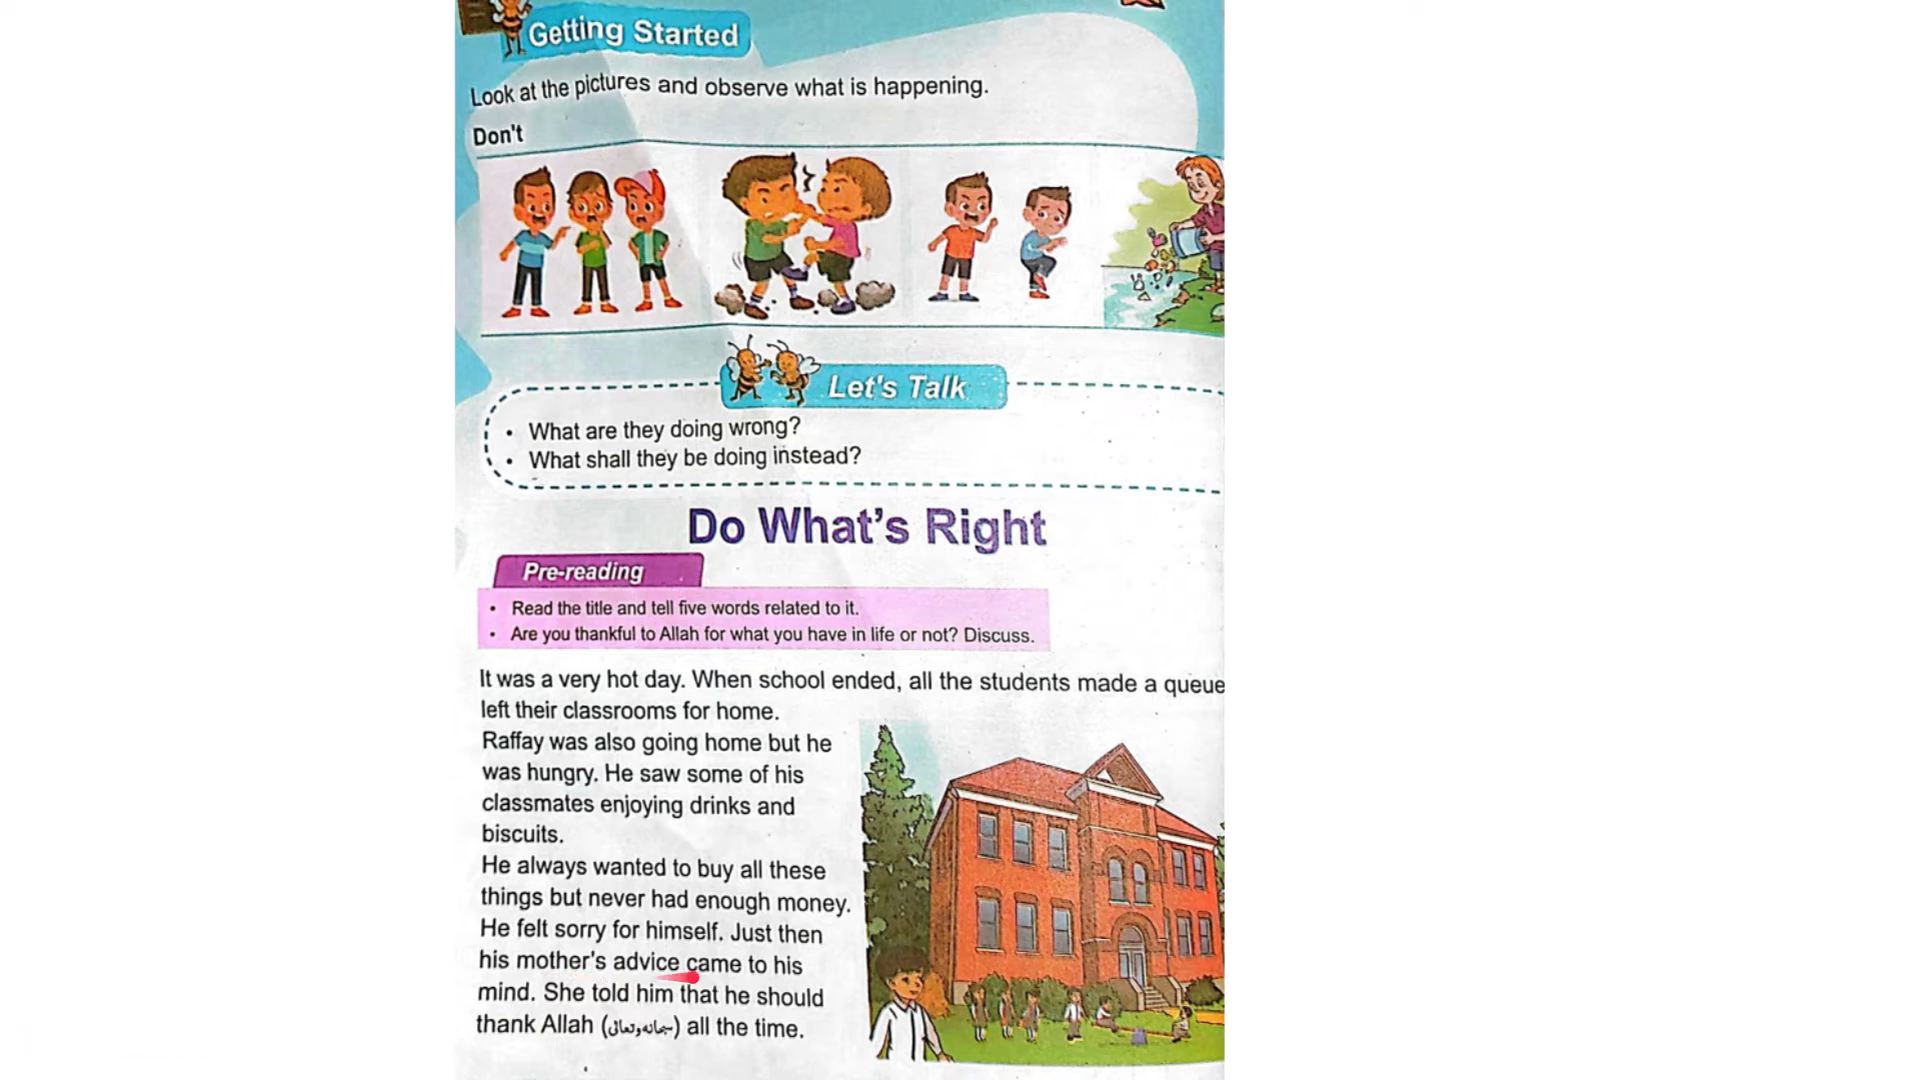 Getting Started
Look at the pictures and observe what is happening.
Don't
Let's Talk
• What are they doing wrong?
• What shall they be doing instead?
Do What's Right
Pre-reading
• Read the title and tell five words related to it.
• Are you thankful to Allah for what you have in life or not? Discuss.
It was a very hot day. When school ended, all the students made a queue
left their classrooms for home.
Raffay was also going home but he
was hungry. He saw some of his
classmates enjoying drinks and
biscuits.
He always wanted to buy all these
things but never had enough money.
He felt sorry for himself. Just then
his mother's advice came to his
mind. She told him that he should
thank Allah (سبحانه وتعالى) all the time.